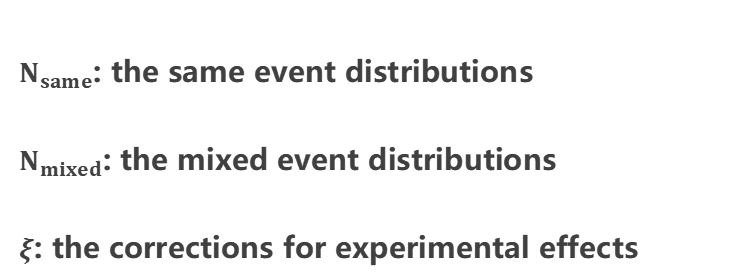 N_same: the same event distributions
N_mixed: the mixed event distributions
ξ: the corrections for experimental effects